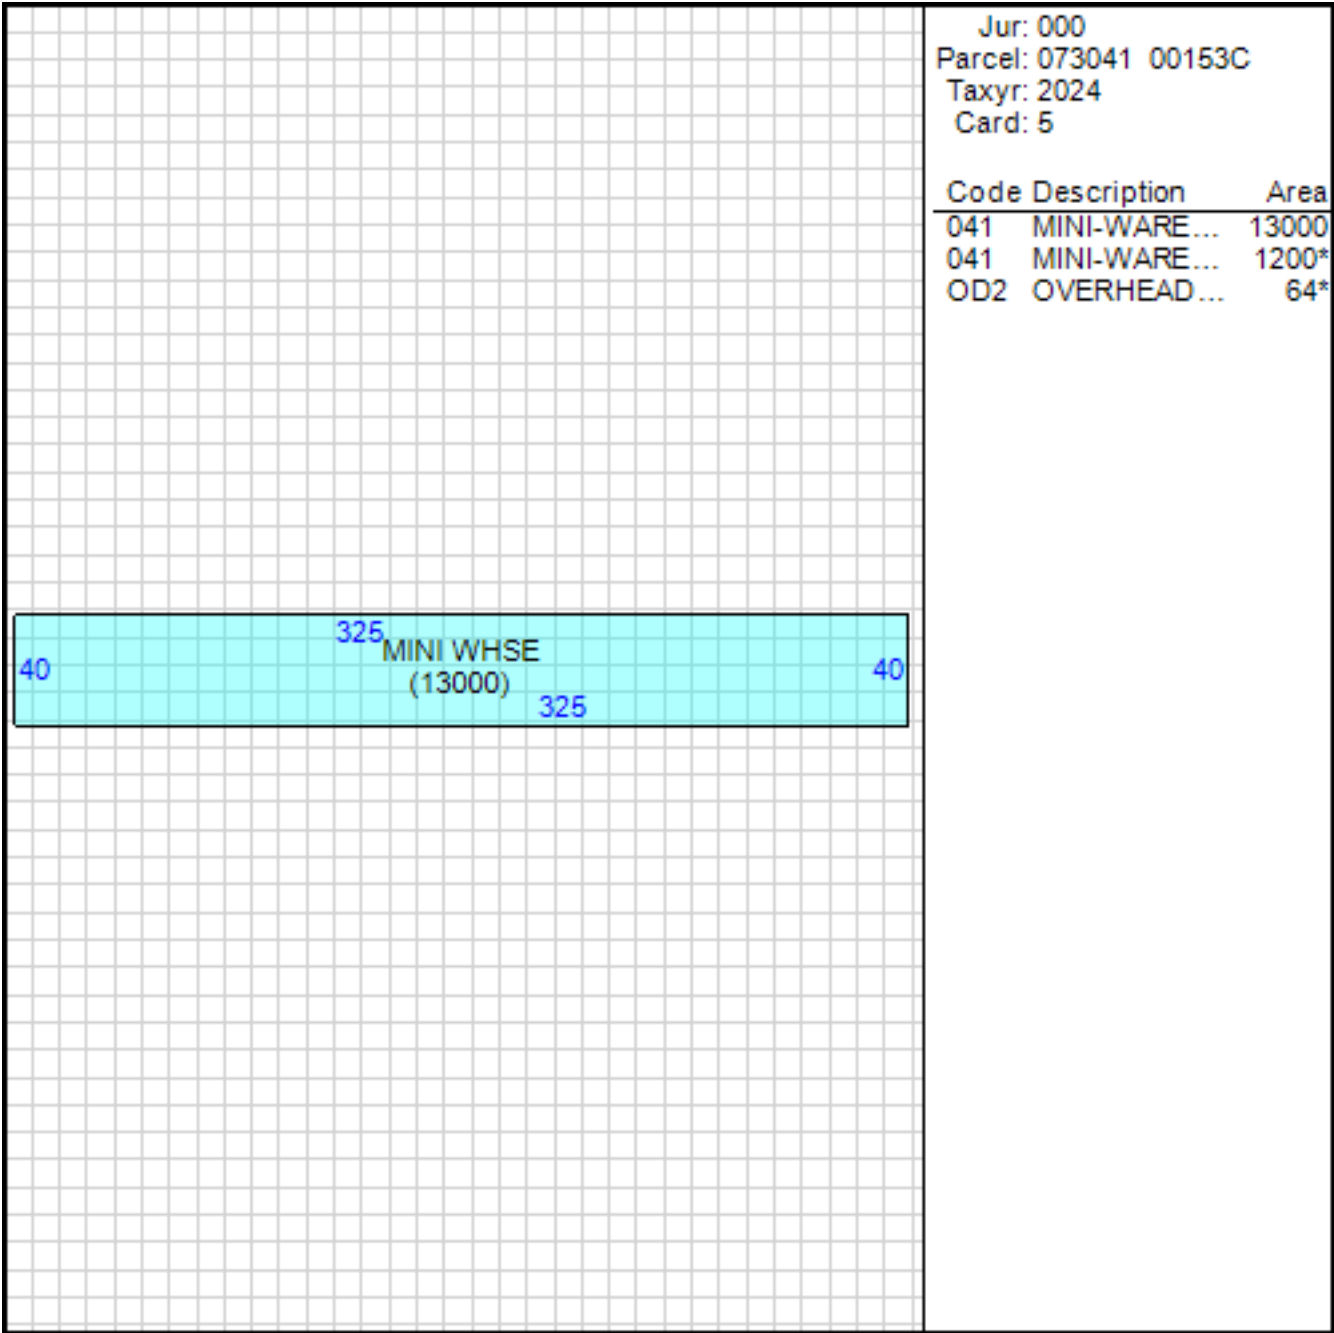 Jur: 000
Parcel: 073041 00153C
Taxyr: 2024
Card: 5
Code Description Area
041 MINI-WARE... 13000
041 MINI-WARE... 1200*
OD2 OVERHEAD... 64*
325
MINI WHSE
40
40
(13000)
325